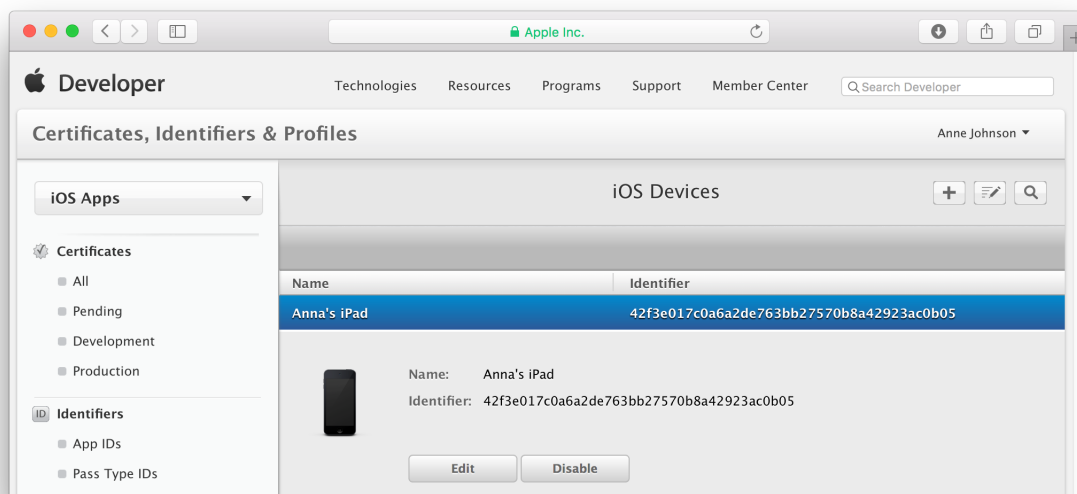 Apple Inc.
Developer
Technologies Resources Programs Support Member Center Search Developer
Certificates, Identifiers & Profiles
Anne Johnson
iOS Apps
iOS Devices
Certificates
All
Pending
Development
Production
ID Identifiers
App IDs
Pass Type IDs
Name Identifier
Anna's iPad 42f3e017c0a6a2de763bb27570b8a42923ac0b05
Name: Anna's iPad
Identifier: 42f3e017c0a6a2de763bb27570b8a42923ac0b05
Edit Disable